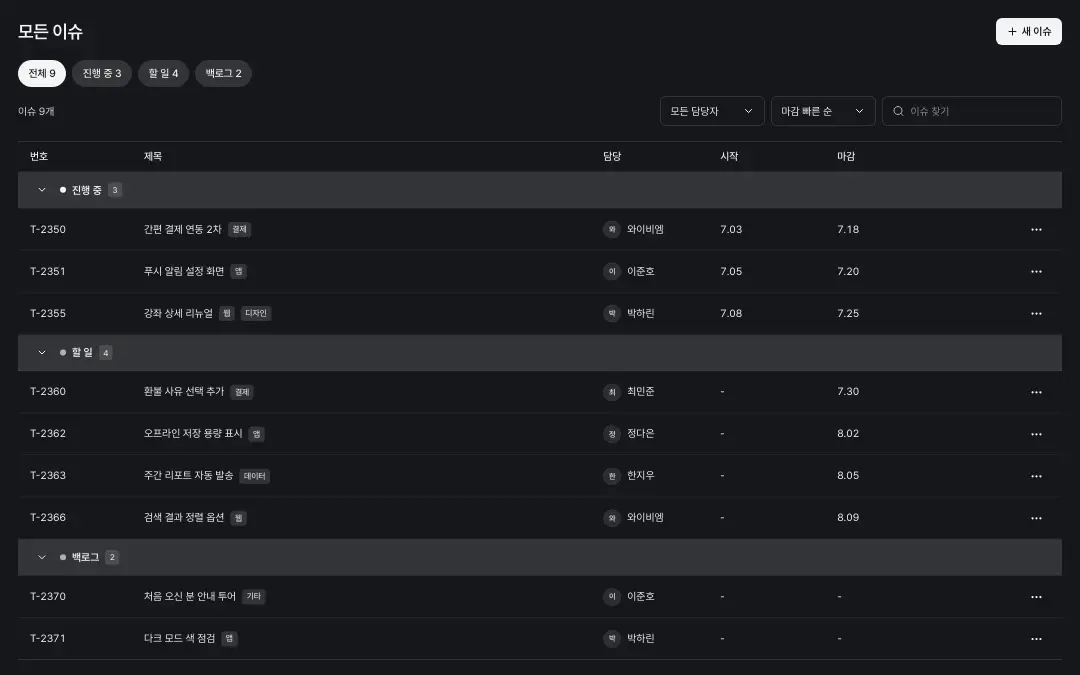 모든 이슈
+ 새 이슈
전체 9 진행 중 3 할 일 4 백로그 2
이슈 9개 모든 담당자 마감 빠른 순 이슈 찾기
번호 제목 담당 시작 마감
진행 중 3
T-2350 간편 결제 연동 2차 결제 와 와이비엠 7.03 7.18
T-2351 푸시 알림 설정 화면 앱 이 이준호 7.05 7.20
T-2355 강좌 상세 리뉴얼 웹 디자인 박 박하린 7.08 7.25
할 일 4
T-2360 환불 사유 선택 추가 결제 최 최민준 - 7.30
T-2362 오프라인 저장 용량 표시 앱 정 정다은 - 8.02
T-2363 주간 리포트 자동 발송 데이터 한 한지우 - 8.05
T-2366 검색 결과 정렬 옵션 웹 와 와이비엠 - 8.09
백로그 2
T-2370 처음 오신 분 안내 투어 기타 이 이준호 - -
T-2371 다크 모드 색 점검 앱 박 박하린 - -